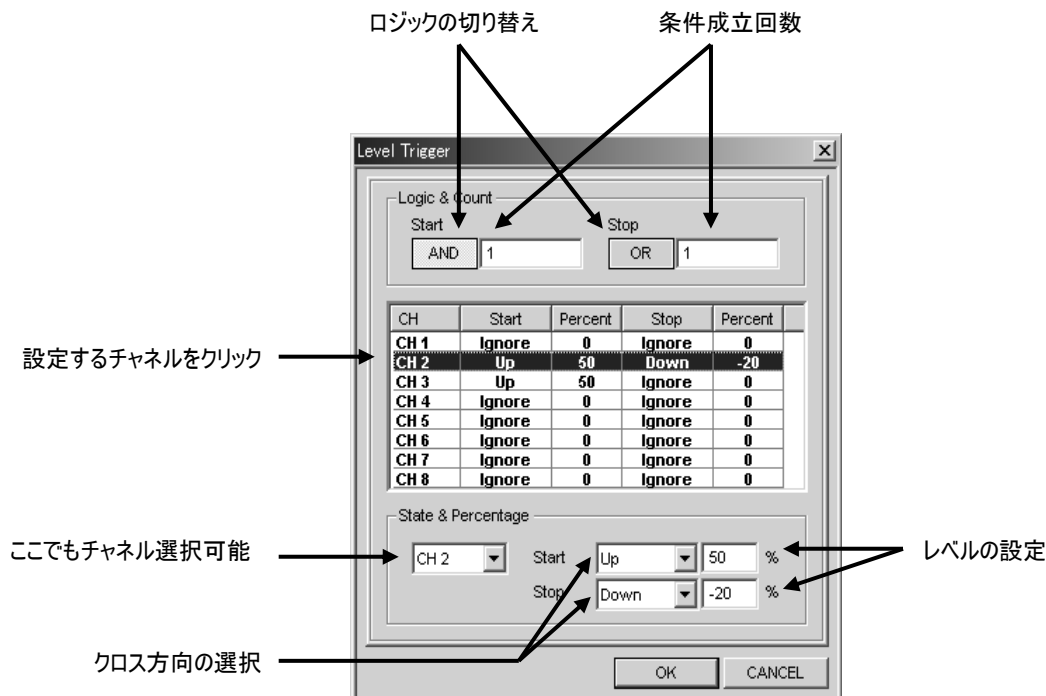 ロジックの切り替え 条件成立回数
Level Trigger
Logic & Count
Start Stop
AND 1 OR 1
CH Start Percent Stop Percent
CH 1 Ignore 0 Ignore 0
設定するチャネルをクリック
CH 2 Up 50 Down -20
CH 3 Up 50 Ignore 0
CH 4 Ignore 0 Ignore 0
CH 5 Ignore 0 Ignore 0
CH 6 Ignore 0 Ignore 0
CH 7 Ignore 0 Ignore 0
CH 8 Ignore 0 Ignore 0
State & Percentage
ここでもチャネル選択可能
CH 2 Start Up 50 %
レベルの設定
Stop Down -20 %
クロス方向の選択
OK CANCEL